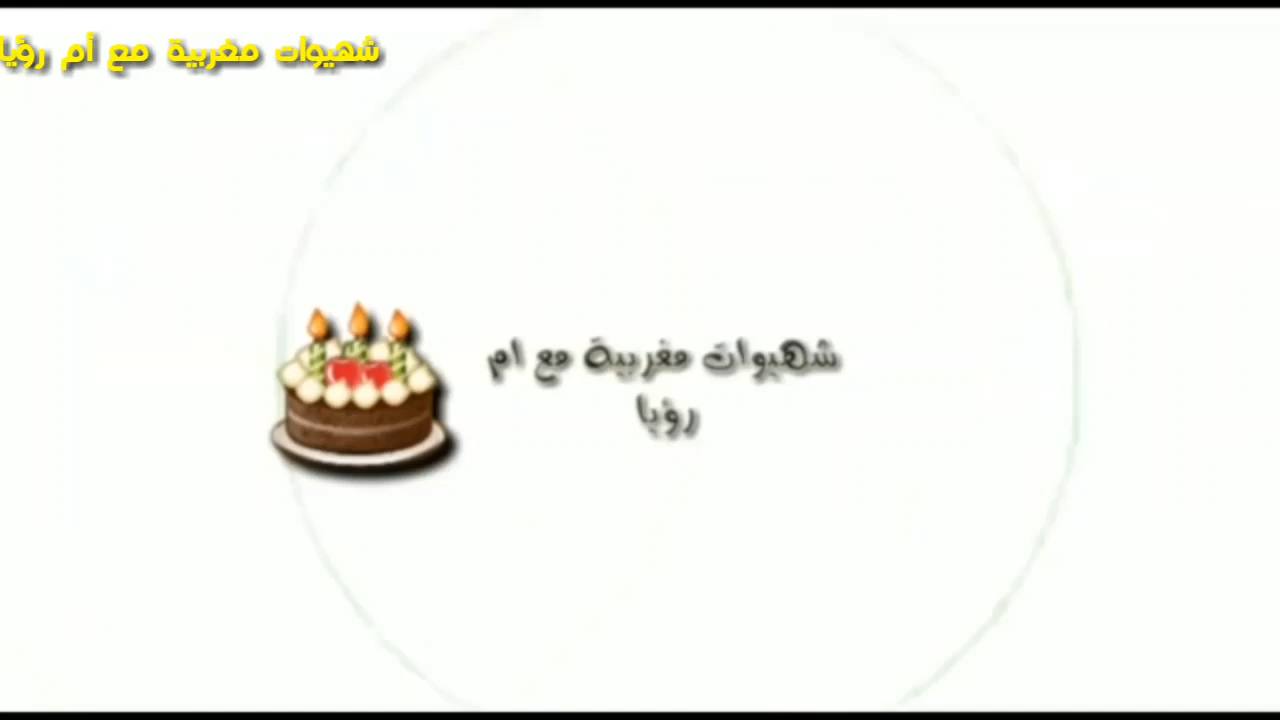 شهيوات مغربية مع أم رؤيا
شهيوات مغربية مع ام
رؤيا